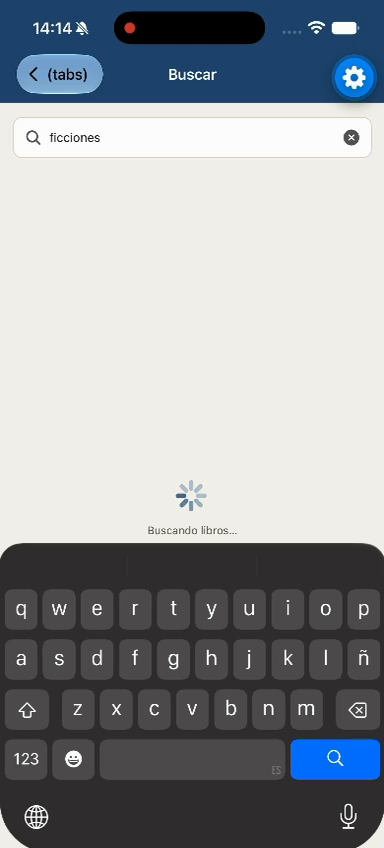 14:14
(tabs)
Buscar
ficciones
Buscando libros...
q w e r t y u i o p
a s d f g h j k l ñ
z x c v b n m
123
ES